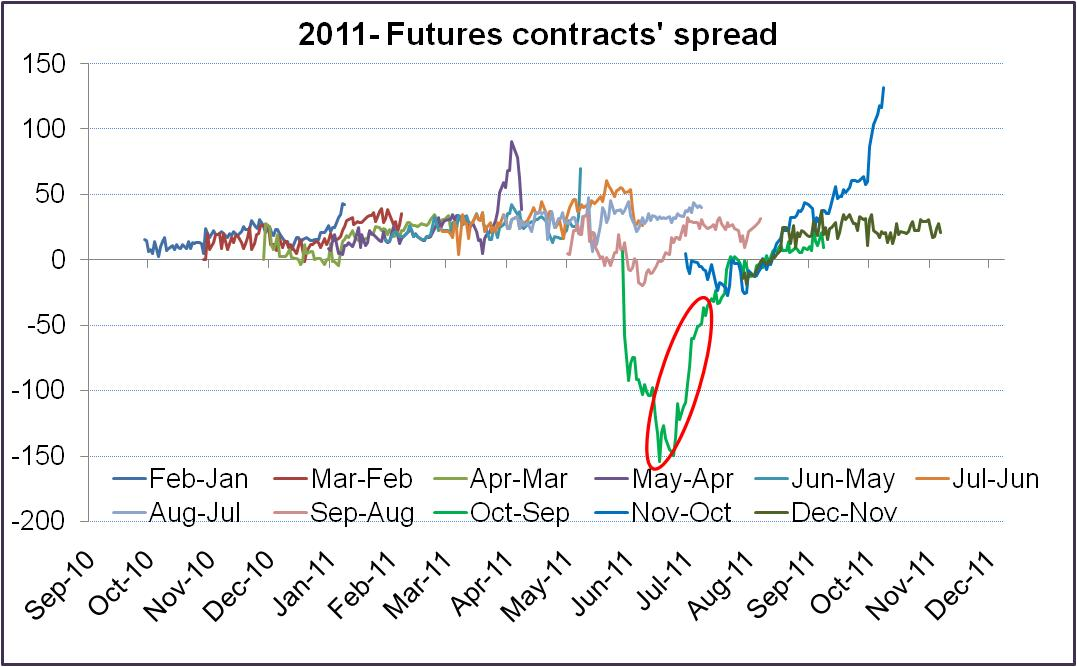 2011- Futures contracts' spread
150
100
50
0
-50
-100
-150
-200
Feb-Jan Mar-Feb Apr-Mar May-Apr Jun-May Jul-Jun
Aug-Jul Sep-Aug Oct-Sep Nov-Oct Dec-Nov
Sep-10 Oct-10 Nov-10 Dec-10 Jan-11 Feb-11 Mar-11 Apr-11 May-11 Jun-11 Jul-11 Aug-11 Sep-11 Oct-11 Nov-11 Dec-11